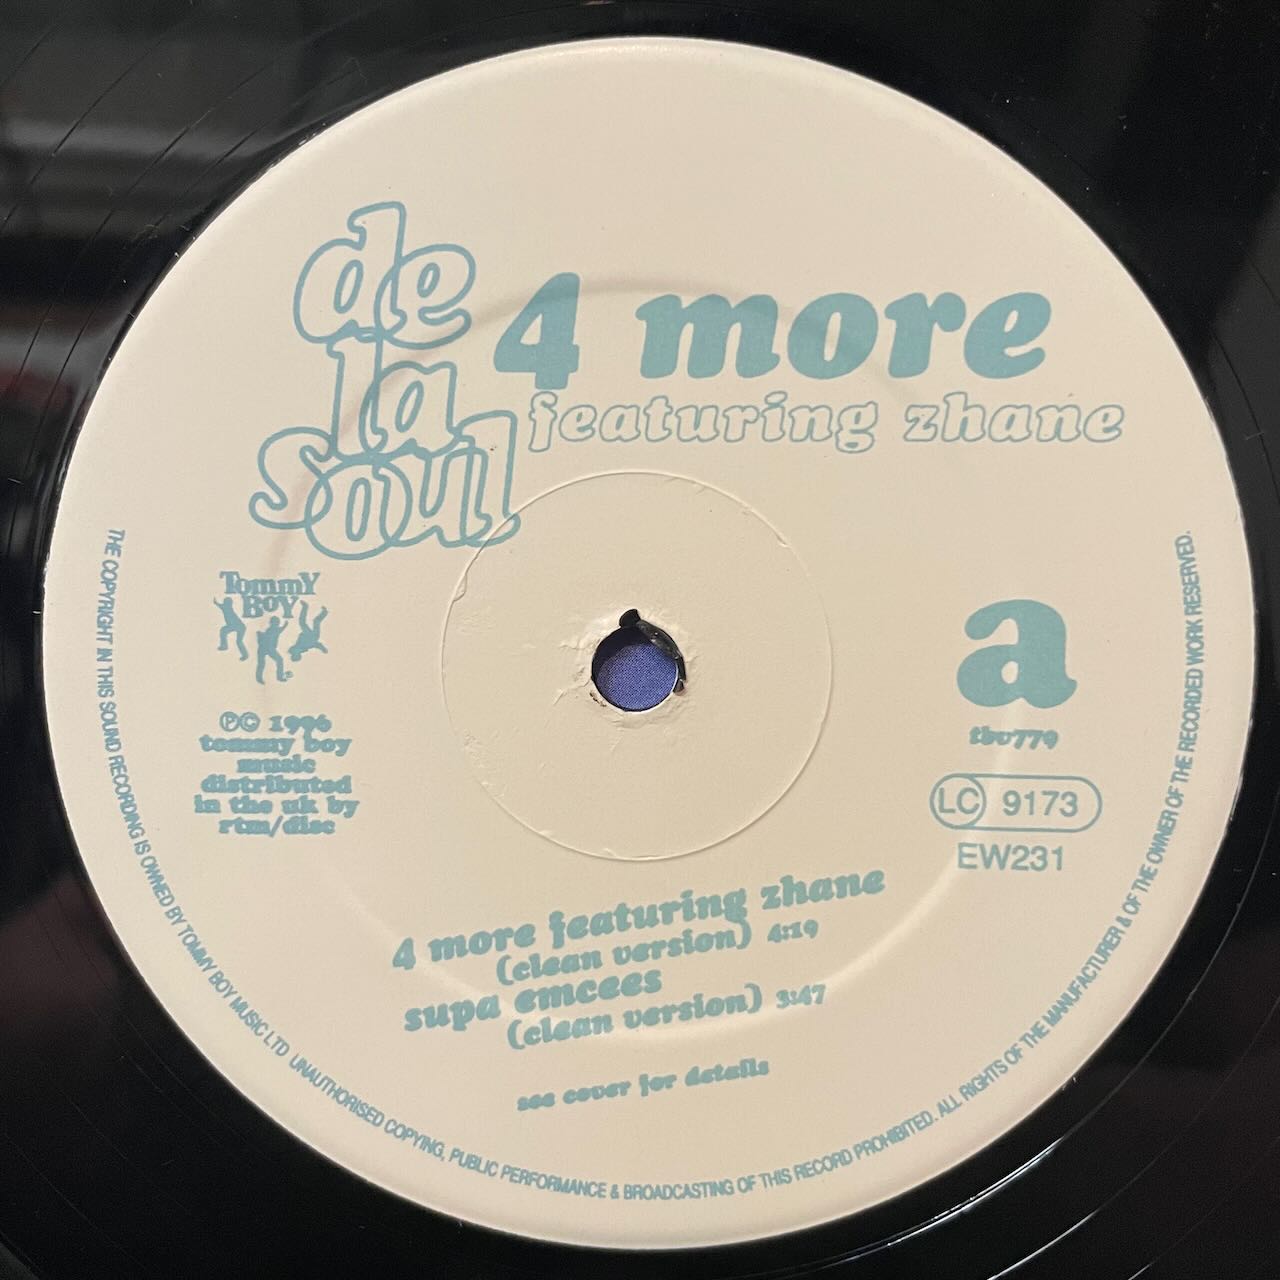 de
la
soul
4 more
featuring zhane
Tommy
Boy
℗© 1996
tommy boy
music
distributed
in the uk by
rtm/disc
a
tbv779
LC 9173
EW231
4 more featuring zhane
(clean version) 4:19
supa emcees
(clean version) 3:47
see cover for details
THE COPYRIGHT IN THIS SOUND RECORDING IS OWNED BY TOMMY BOY MUSIC LTD UNAUTHORISED COPYING, PUBLIC PERFORMANCE & BROADCASTING OF THIS RECORD PROHIBITED. ALL RIGHTS OF THE MANUFACTURER & OF THE OWNER OF THE RECORDED WORK RESERVED.